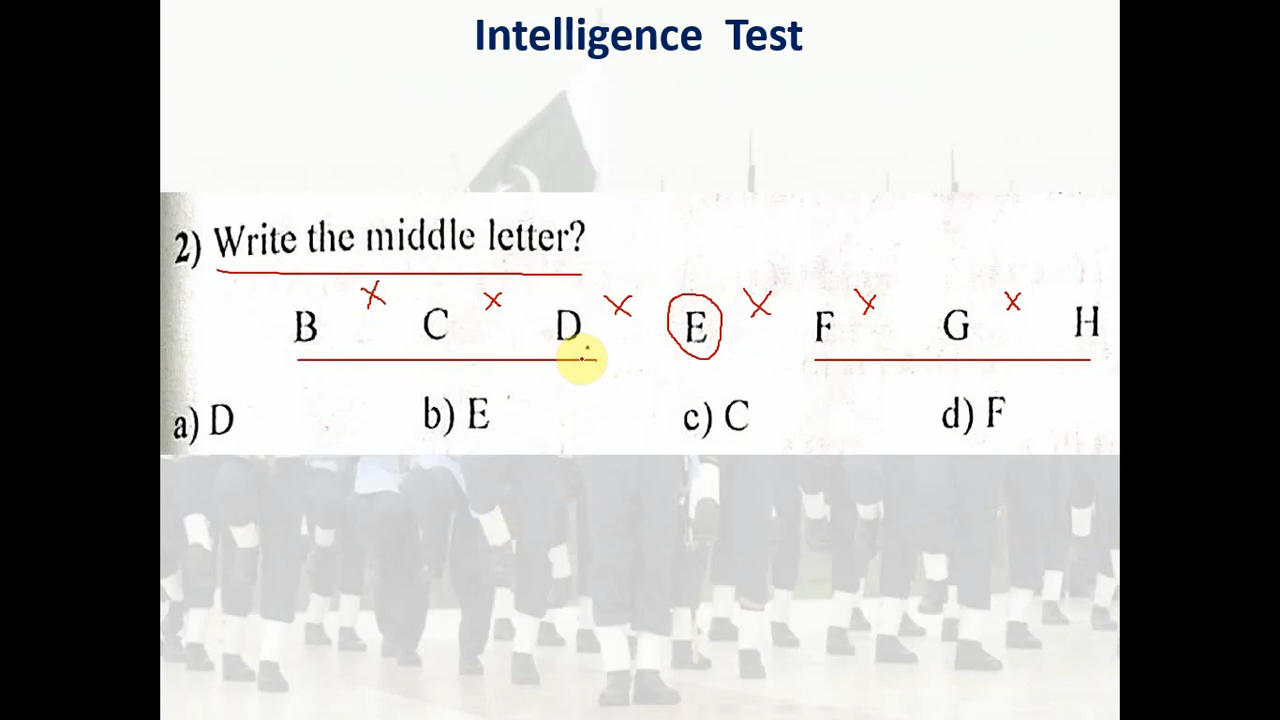 Intelligence Test
2) Write the middle letter?
B C D E F G H
a) D b) E c) C d) F